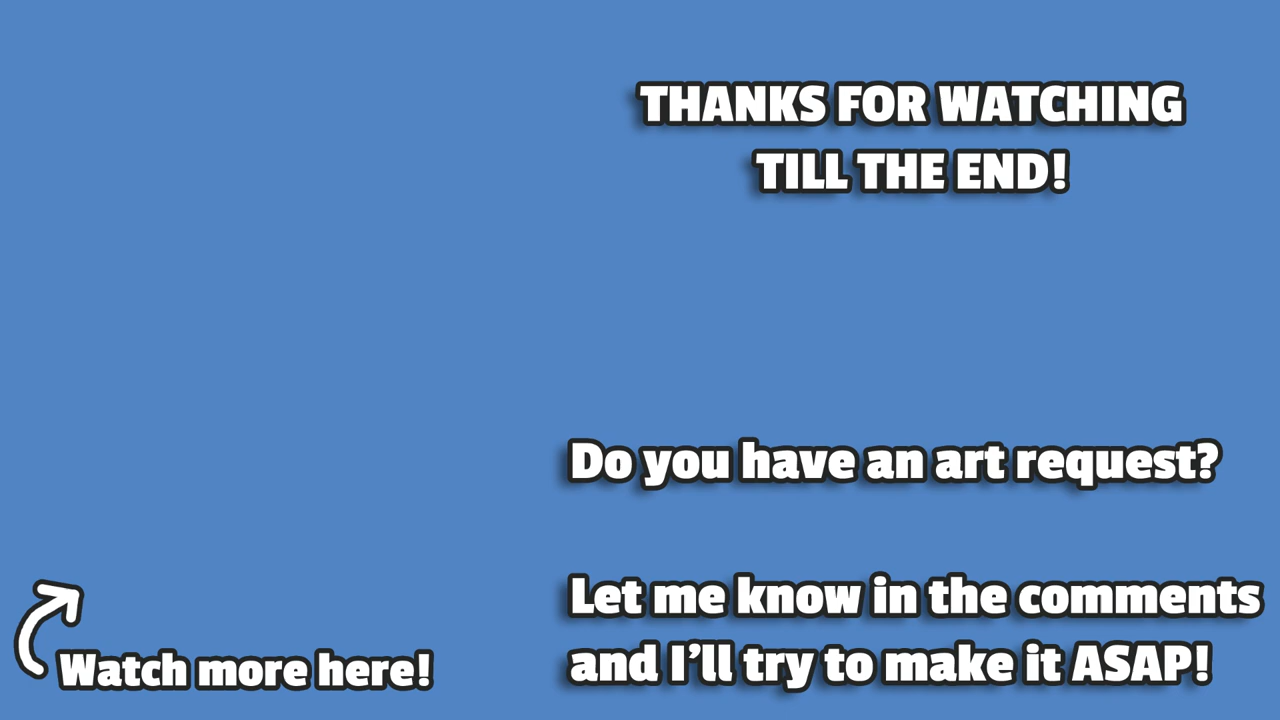 THANKS FOR WATCHING
TILL THE END!
Do you have an art request?
Let me know in the comments
and I'll try to make it ASAP!
Watch more here!